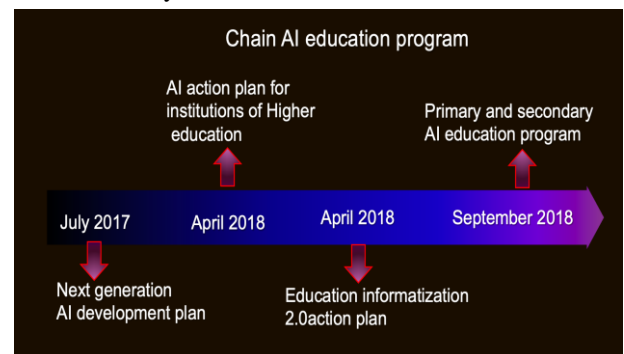 Chain AI education program
AI action plan for
institutions of Higher
education
Primary and secondary
AI education program
July 2017
April 2018
April 2018
September 2018
Next generation
AI development plan
Education informatization
2.0action plan